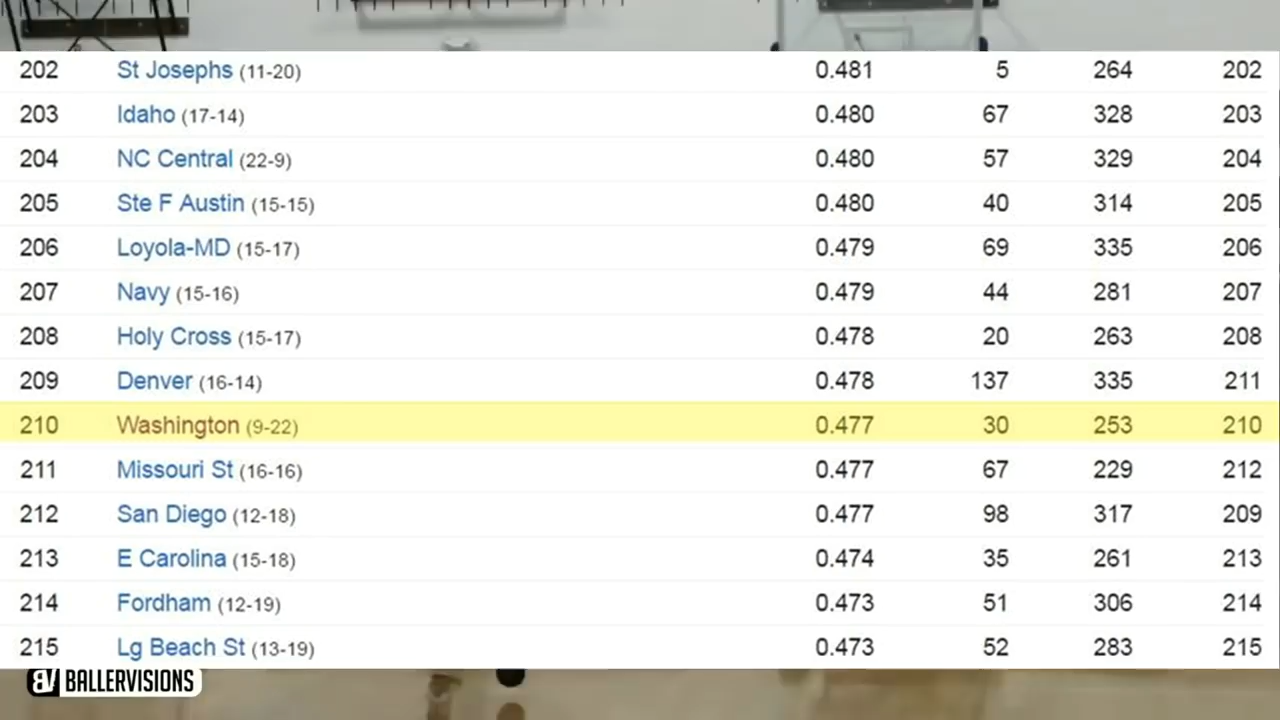 202 St Josephs (11-20) 0.481 5 264 202
203 Idaho (17-14) 0.480 67 328 203
204 NC Central (22-9) 0.480 57 329 204
205 Ste F Austin (15-15) 0.480 40 314 205
206 Loyola-MD (15-17) 0.479 69 335 206
207 Navy (15-16) 0.479 44 281 207
208 Holy Cross (15-17) 0.478 20 263 208
209 Denver (16-14) 0.478 137 335 211
210 Washington (9-22) 0.477 30 253 210
211 Missouri St (16-16) 0.477 67 229 212
212 San Diego (12-18) 0.477 98 317 209
213 E Carolina (15-18) 0.474 35 261 213
214 Fordham (12-19) 0.473 51 306 214
215 Lg Beach St (13-19) 0.473 52 283 215
BV BALLERVISIONS